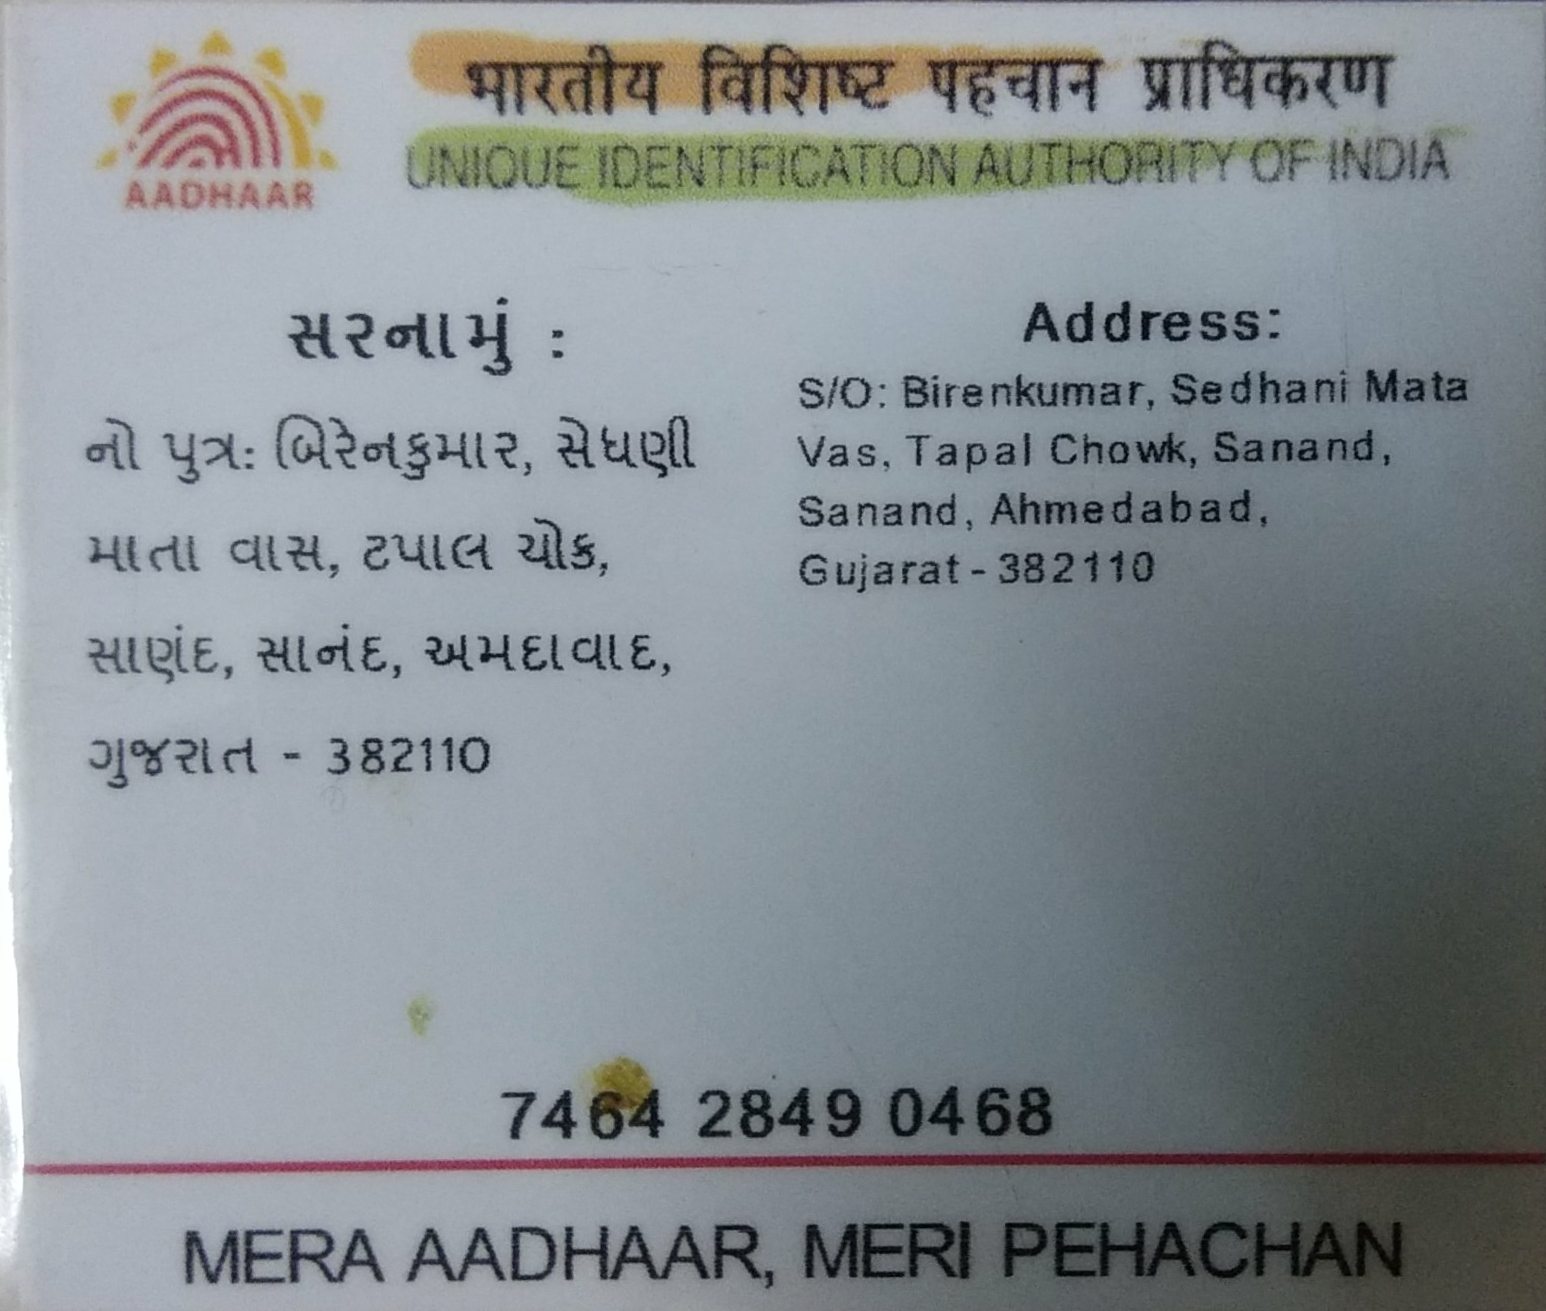 भारतीय विशिष्ट पहचान प्राधिकरण
UNIQUE IDENTIFICATION AUTHORITY OF INDIA
AADHAAR
સરનામું :
નો પુત્ર: બિરેનકુમાર, સેધણી
માતા વાસ, ટપાલ ચોક,
સાણંદ, સાનંદ, અમદાવાદ,
ગુજરાત - 382110
Address:
S/O: Birenkumar, Sedhani Mata
Vas, Tapal Chowk, Sanand,
Sanand, Ahmedabad,
Gujarat - 382110
7464 2849 0468
MERA AADHAAR, MERI PEHACHAN